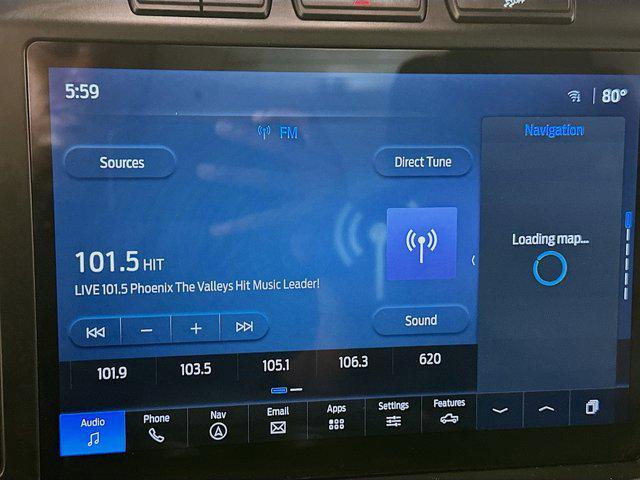 5:59
80°
FM
Navigation
Sources
Direct Tune
Loading map...
101.5 HIT
LIVE 101.5 Phoenix The Valleys Hit Music Leader!
Sound
101.9 103.5 105.1 106.3 620
Audio Phone Nav Email Apps Settings Features